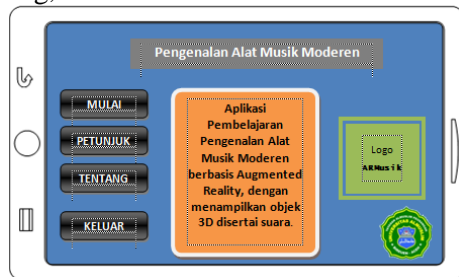 g,
Pengenalan Alat Musik Moderen
MULAI
PETUNJUK
TENTANG
KELUAR
Aplikasi
Pembelajaran
Pengenalan Alat
Musik Moderen
berbasis Augmented
Reality, dengan
menampilkan objek
3D disertai suara.
Logo
ARMusik